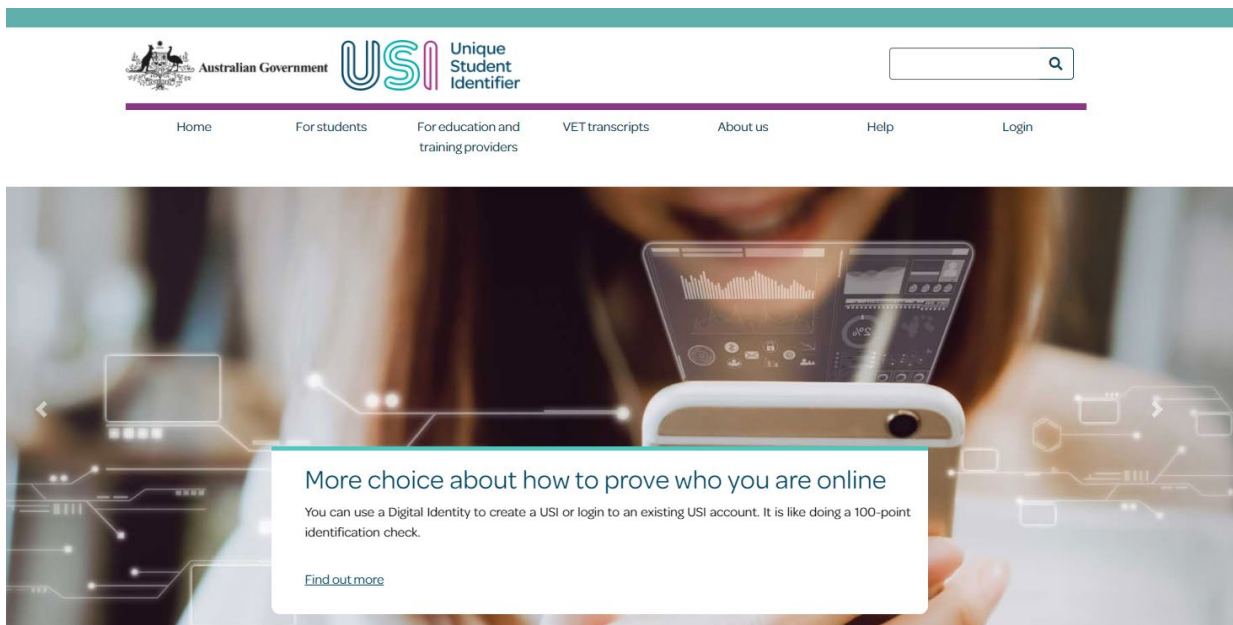 Australian Government
USI
Unique
Student
Identifier
Home
For students
For education and
training providers
VET transcripts
About us
Help
Login
More choice about how to prove who you are online
You can use a Digital Identity to create a USI or login to an existing USI account. It is like doing a 100-point
identification check.
Find out more